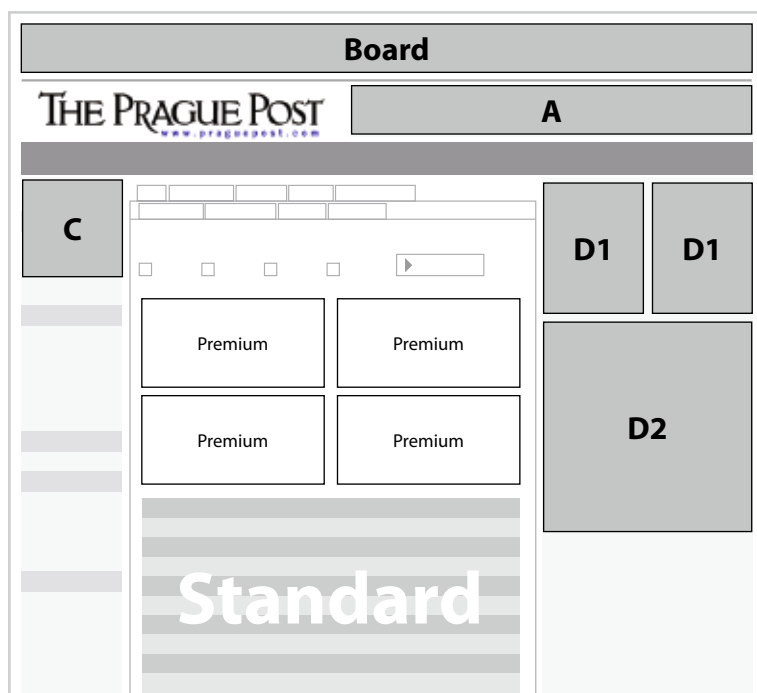 Board
THE PRAGUE POST
www.praguepost.com
A
C
D1 D1
Premium Premium
D2
Premium Premium
Standard